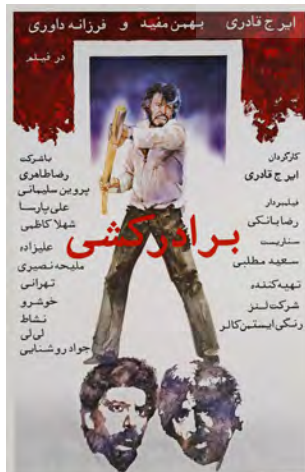 ایرج قادری بهمن مفید و فرزانه داوری
در فیلم
برادرکشی
باشرکت
رضا طاهری
پروین سلیمانی
علی پارسا
شهلا کاظمی
علیزاده
ملیحه نصیری
تهرانی
خوشرو
نشاط
لی لی
جواد روشنایی
کارگردان
ایرج قادری
فیلمبردار
رضا بانکی
سناریست
سعید مطلبی
تهیه کننده
شرکت لنز
رنگی ایستمن کالر